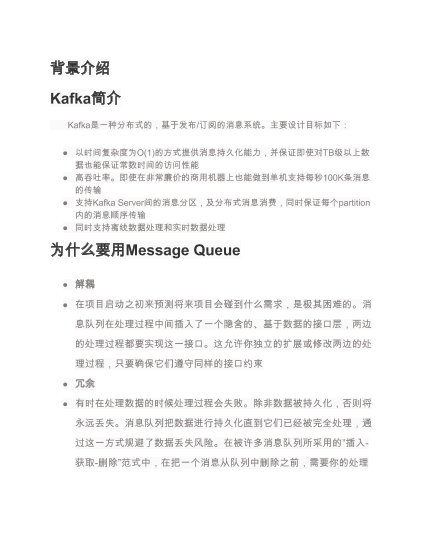 背景介绍
Kafka简介
Kafka是一种分布式的，基于发布/订阅的消息系统。主要设计目标如下：
● 以时间复杂度为O(1)的方式提供消息持久化能力，并保证即使对TB级以上数
据也能保证常数时间的访问性能
● 高吞吐率。即使在非常廉价的商用机器上也能做到单机支持每秒100K条消息
的传输
● 支持Kafka Server间的消息分区，及分布式消息消费，同时保证每个partition
内的消息顺序传输
● 同时支持离线数据处理和实时数据处理
为什么要用Message Queue
● 解耦
● 在项目启动之初来预测将来项目会碰到什么需求，是极其困难的。消
息队列在处理过程中间插入了一个隐含的、基于数据的接口层，两边
的处理过程都要实现这一接口。这允许你独立的扩展或修改两边的处
理过程，只要确保它们遵守同样的接口约束
● 冗余
● 有时在处理数据的时候处理过程会失败。除非数据被持久化，否则将
永远丢失。消息队列把数据进行持久化直到它们已经被完全处理，通
过这一方式规避了数据丢失风险。在被许多消息队列所采用的"插入-
获取-删除"范式中，在把一个消息从队列中删除之前，需要你的处理